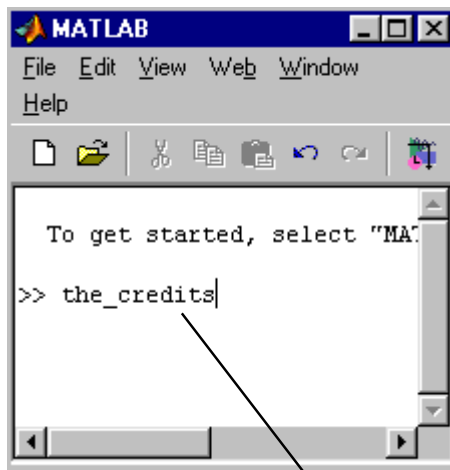 MATLAB
File Edit View Web Window
Help
To get started, select "MAT
>> the_credits